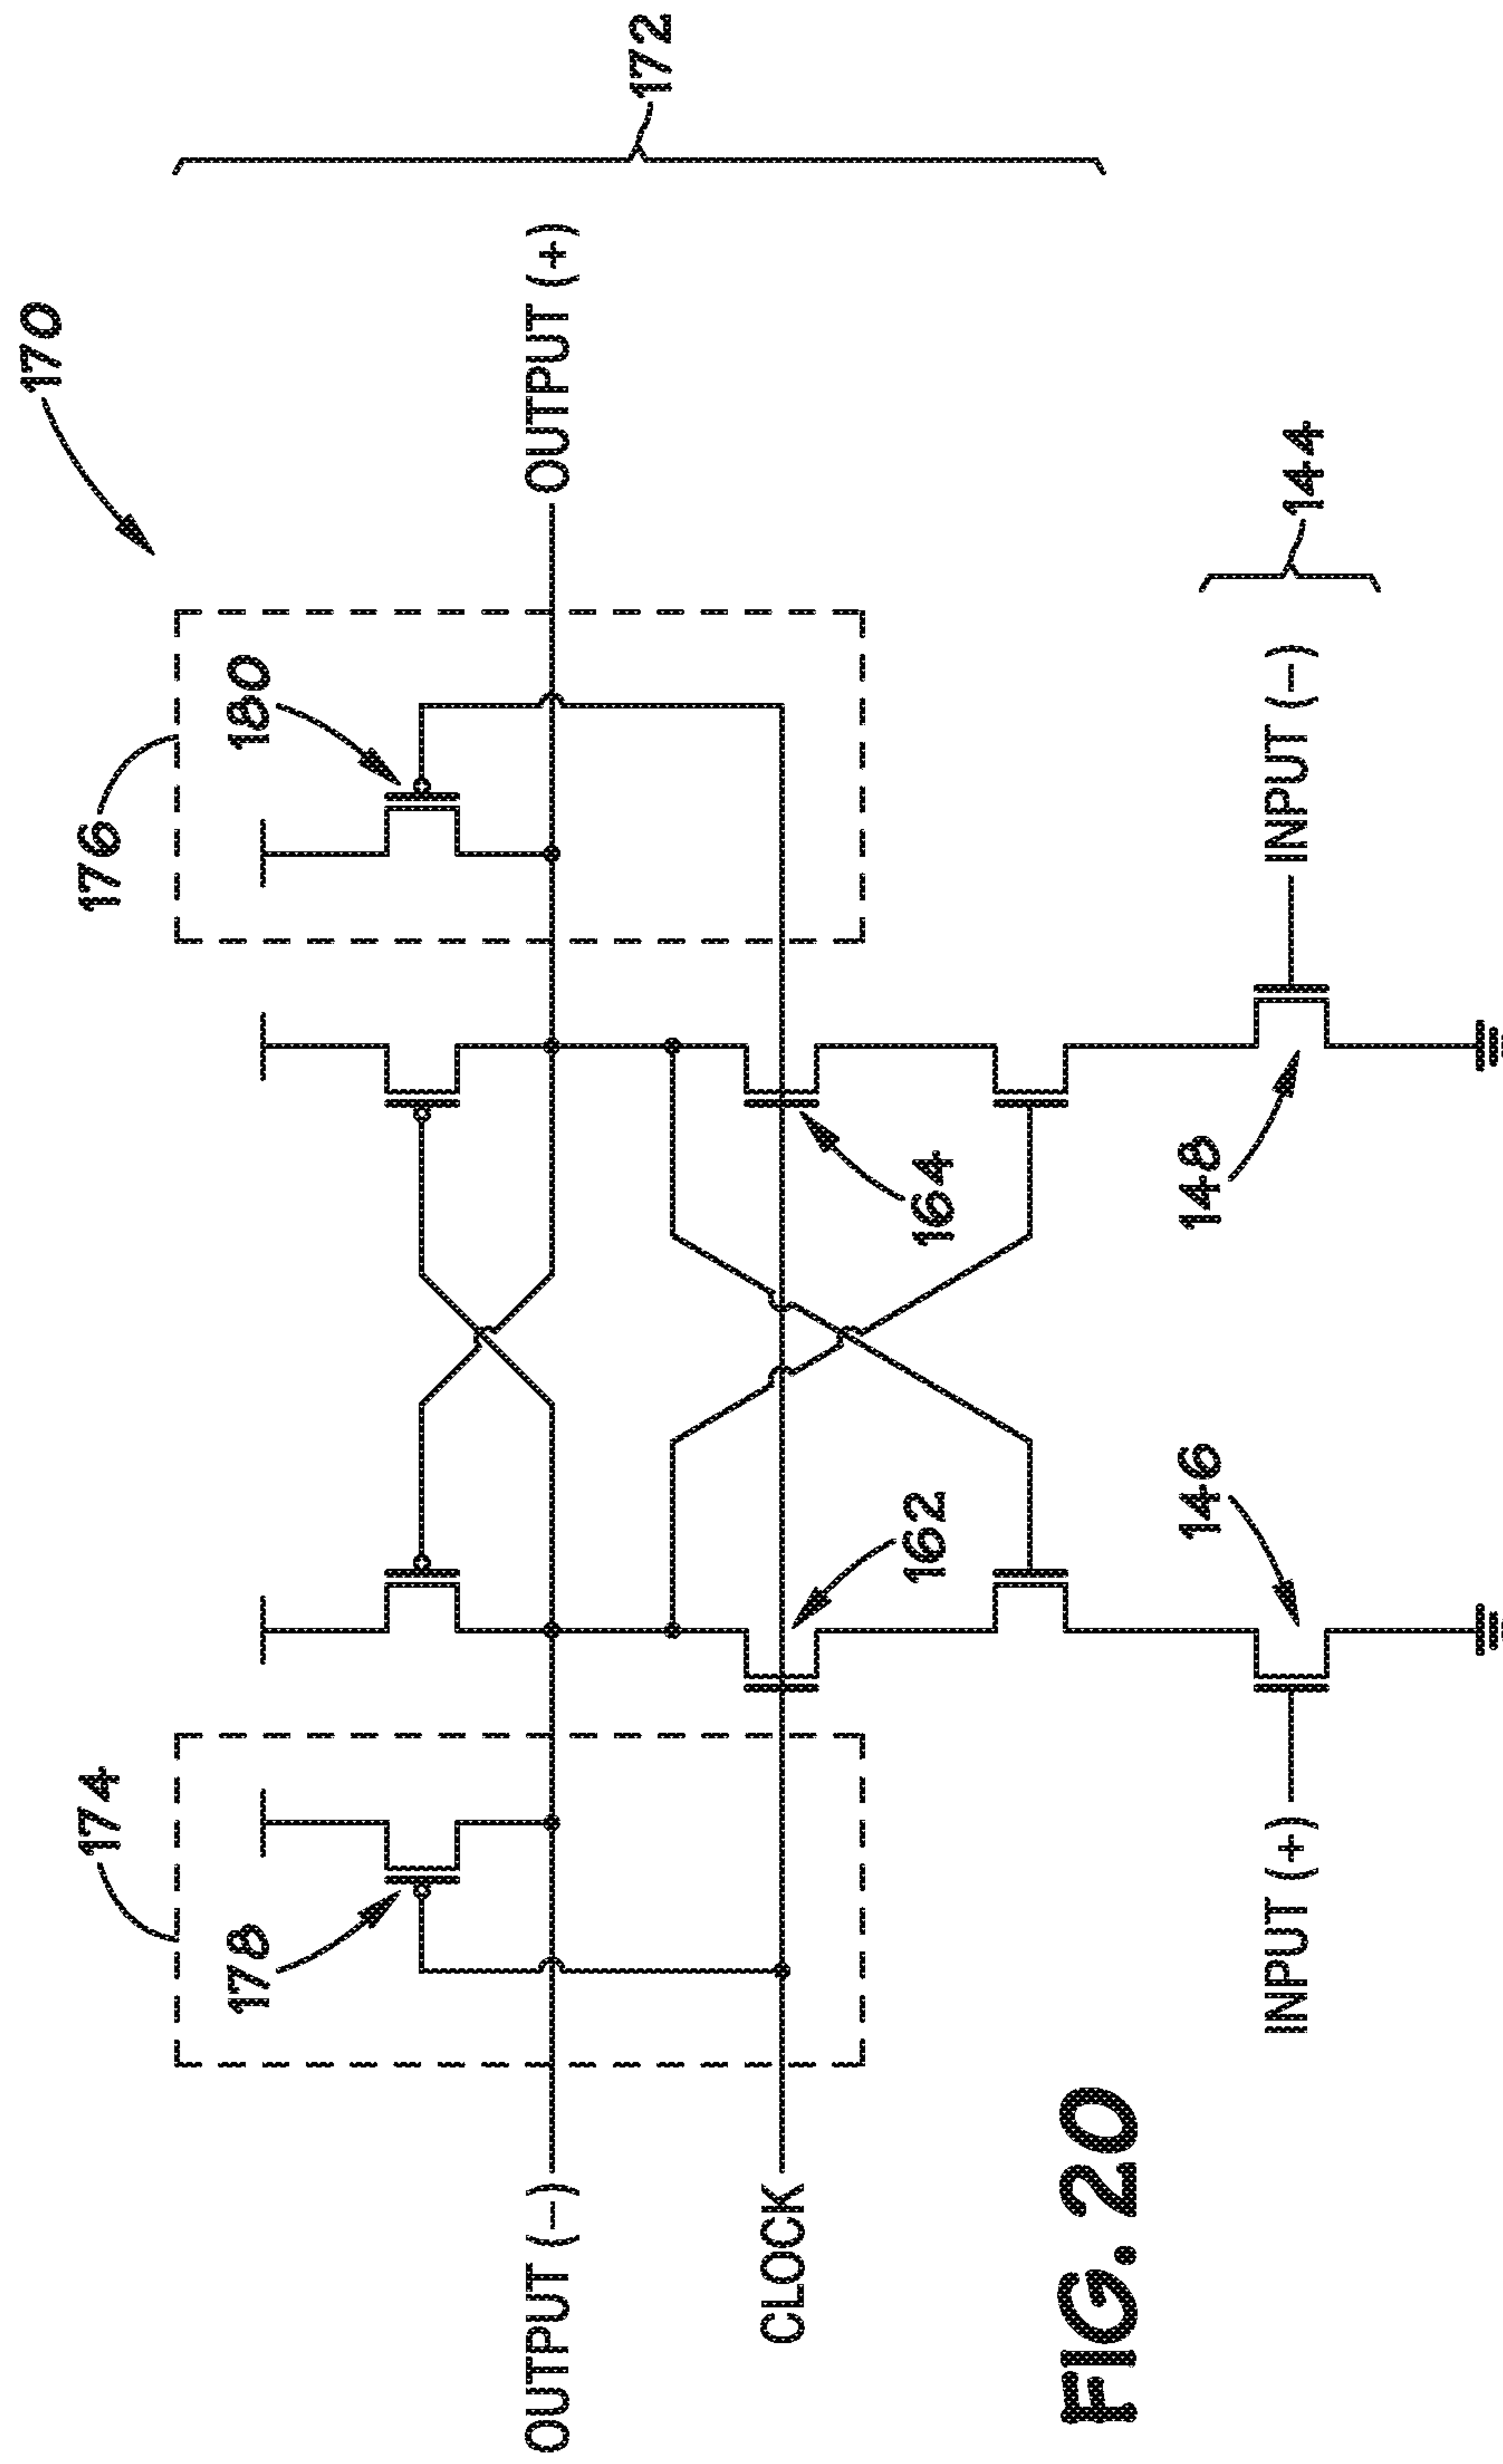 170
176
180
174
178
172
OUTPUT (-)
OUTPUT (+)
CLOCK
162
164
146
148
144
INPUT (+)
INPUT (-)
FIG. 20